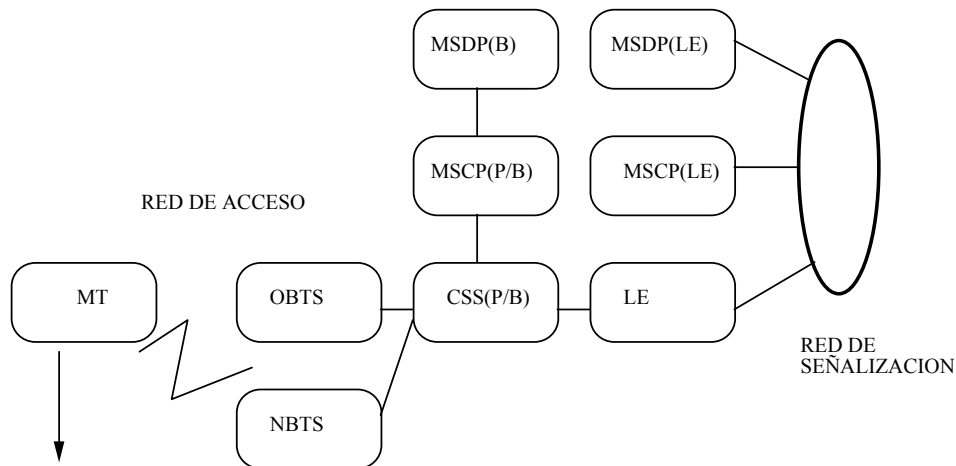 MSDP(B)
MSDP(LE)
MSCP(P/B)
MSCP(LE)
RED DE ACCESO
MT
OBTS
CSS(P/B)
LE
RED DE
SEÑALIZACION
NBTS